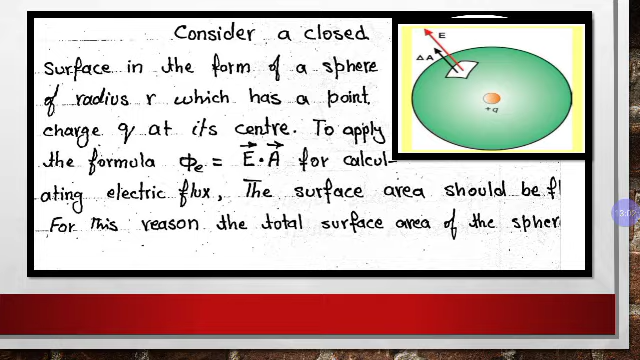 Consider a closed
surface in the form of a sphere
of radius r which has a point
charge q at its centre. To apply
the formula Φe = E⃗ . A⃗ for calcul-
ating electric flux, The surface area should be fl
For This reason the total surface area of the spher
E
ΔA
+q